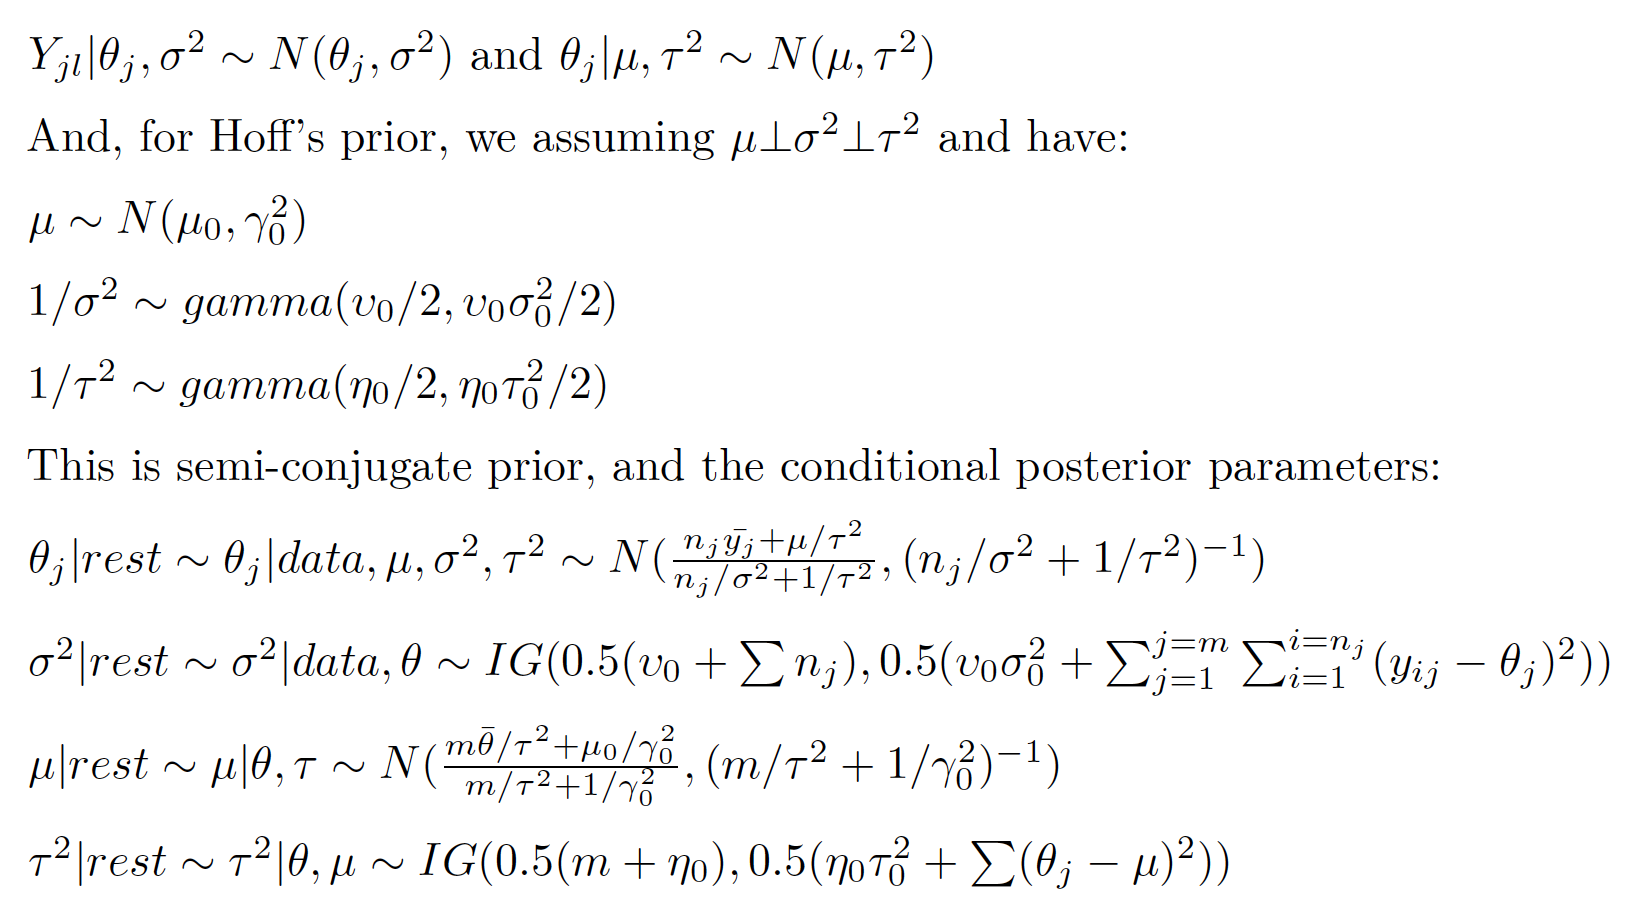 $Y_{jl}|\theta_j, \sigma^2 \sim N(\theta_j, \sigma^2)$ and $\theta_j|\mu, \tau^2 \sim N(\mu, \tau^2)$
And, for Hoff's prior, we assuming $\mu \bot \sigma^2 \bot \tau^2$ and have:
$\mu \sim N(\mu_0, \gamma_0^2)$
$1/\sigma^2 \sim gamma(\upsilon_0/2, \upsilon_0\sigma_0^2/2)$
$1/\tau^2 \sim gamma(\eta_0/2, \eta_0\tau_0^2/2)$
This is semi-conjugate prior, and the conditional posterior parameters:
$\theta_j|rest \sim \theta_j|data, \mu, \sigma^2, \tau^2 \sim N(\frac{n_j\bar{y_j}+\mu/\tau^2}{n_j/\sigma^2+1/\tau^2}, (n_j/\sigma^2 + 1/\tau^2)^{-1})$
$\sigma^2|rest \sim \sigma^2|data, \theta \sim IG(0.5(\upsilon_0 + \sum n_j), 0.5(\upsilon_0\sigma_0^2 + \sum_{j=1}^{j=m} \sum_{i=1}^{i=n_j}(y_{ij} - \theta_j)^2))$
$\mu|rest \sim \mu|\theta, \tau \sim N(\frac{m\bar{\theta}/\tau^2+\mu_0/\gamma_0^2}{m/\tau^2+1/\gamma_0^2}, (m/\tau^2 + 1/\gamma_0^2)^{-1})$
$\tau^2|rest \sim \tau^2|\theta, \mu \sim IG(0.5(m + \eta_0), 0.5(\eta_0\tau_0^2 + \sum(\theta_j - \mu)^2))$